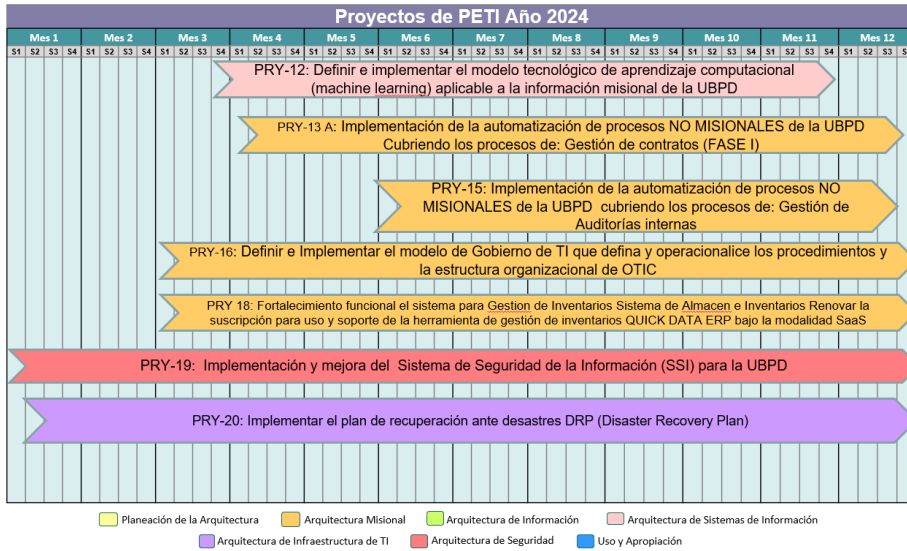 Proyectos de PETI Año 2024
Mes 1 Mes 2 Mes 3 Mes 4 Mes 5 Mes 6 Mes 7 Mes 8 Mes 9 Mes 10 Mes 11 Mes 12
S1 S2 S3 S4 S1 S2 S3 S4 S1 S2 S3 S4 S1 S2 S3 S4 S1 S2 S3 S4 S1 S2 S3 S4 S1 S2 S3 S4 S1 S2 S3 S4 S1 S2 S3 S4 S1 S2 S3 S4 S1 S2 S3 S4 S1 S2 S3
PRY-12: Definir e implementar el modelo tecnológico de aprendizaje computacional
(machine learning) aplicable a la información misional de la UBPD
PRY-13 A: Implementación de la automatización de procesos NO MISIONALES de la UBPD
Cubriendo los procesos de: Gestión de contratos (FASE I)
PRY-15: Implementación de la automatización de procesos NO
MISIONALES de la UBPD cubriendo los procesos de: Gestión de
Auditorías internas
PRY-16: Definir e Implementar el modelo de Gobierno de TI que defina y operacionalice los procedimientos y
la estructura organizacional de OTIC
PRY 18: Fortalecimiento funcional el sistema para Gestion de Inventarios Sistema de Almacen e Inventarios Renovar la
suscripción para uso y soporte de la herramienta de gestión de inventarios QUICK DATA ERP bajo la modalidad SaaS
PRY-19: Implementación y mejora del Sistema de Seguridad de la Información (SSI) para la UBPD
PRY-20: Implementar el plan de recuperación ante desastres DRP (Disaster Recovery Plan)
Planeación de la Arquitectura Arquitectura Misional Arquitectura de Información Arquitectura de Sistemas de Información
Arquitectura de Infraestructura de TI Arquitectura de Seguridad Uso y Apropiación